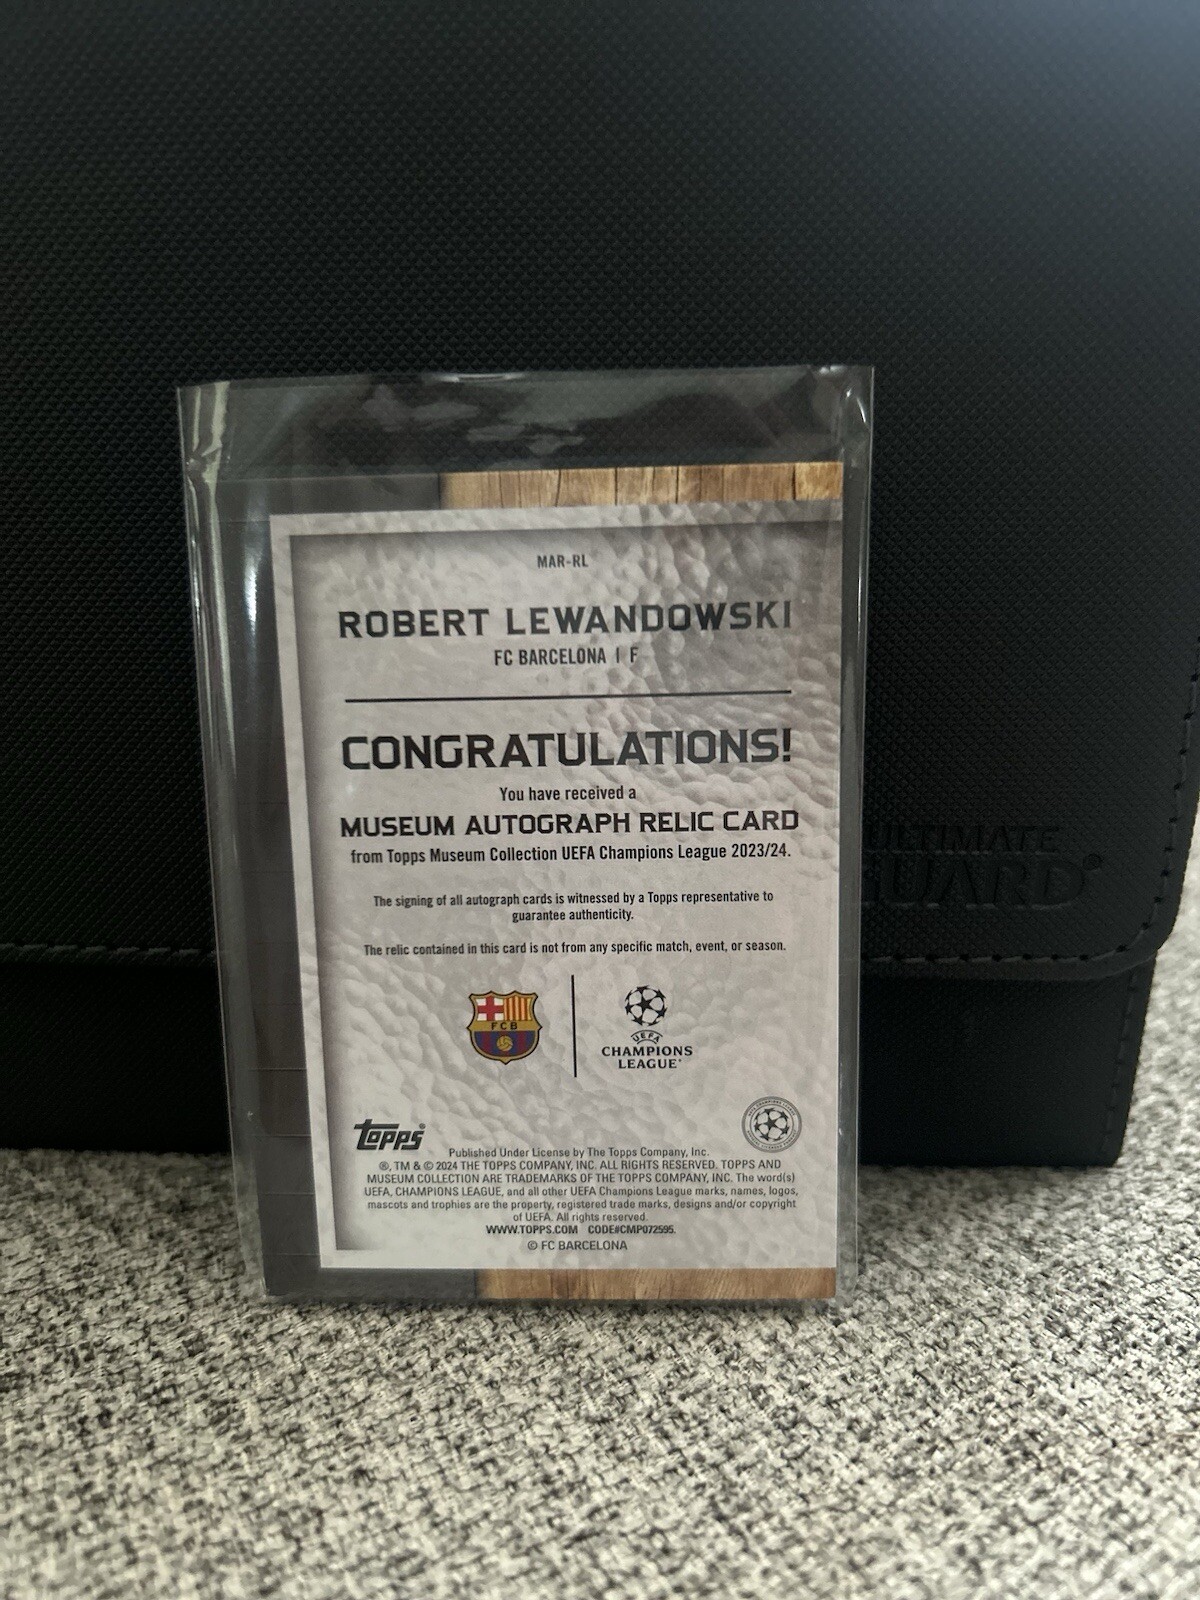 MAR-RL
ROBERT LEWANDOWSKI
FC BARCELONA | F
CONGRATULATIONS!
You have received a
MUSEUM AUTOGRAPH RELIC CARD
from Topps Museum Collection UEFA Champions League 2023/24.
The signing of all autograph cards is witnessed by a Topps representative to
guarantee authenticity.
The relic contained in this card is not from any specific match, event, or season.
FCB
UEFA
CHAMPIONS
LEAGUE®
topps
Published Under License by The Topps Company, Inc.
®, TM & © 2024 THE TOPPS COMPANY, INC. ALL RIGHTS RESERVED. TOPPS AND
MUSEUM COLLECTION ARE TRADEMARKS OF THE TOPPS COMPANY, INC. The word(s)
UEFA, CHAMPIONS LEAGUE, and all other UEFA Champions League marks, names, logos,
mascots and trophies are the property, registered trade marks, designs and/or copyright
of UEFA. All rights reserved.
WWW.TOPPS.COM CODE#CMP072595.
© FC BARCELONA
ULTIMATE
GUARD®